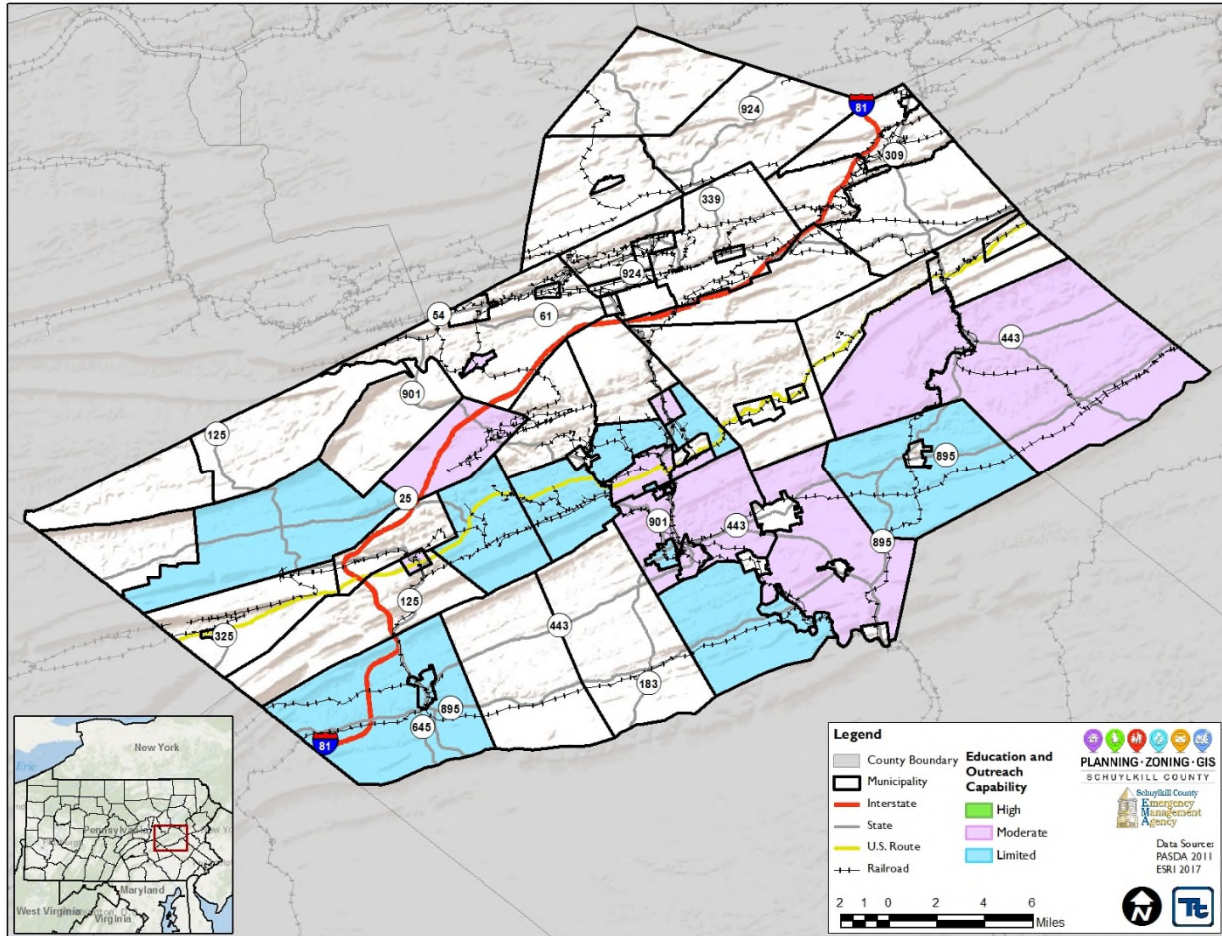 81
924
309
339
924
54
61
443
901
125
895
25
901
443
895
125
443
325
183
895
645
81
New York
Erie
Pennsylvania
Maryland
West Virginia
Virginia
Legend
County Boundary
Municipality
Interstate
State
U.S. Route
Railroad
Education and
Outreach
Capability
High
Moderate
Limited
PLANNING·ZONING·GIS
SCHUYLKILL COUNTY
Schuylkill County
Emergency
Management
Agency
Data Source:
PASDA 2011
ESRI 2017
2 1 0 2 4 6
Miles
N
Tt